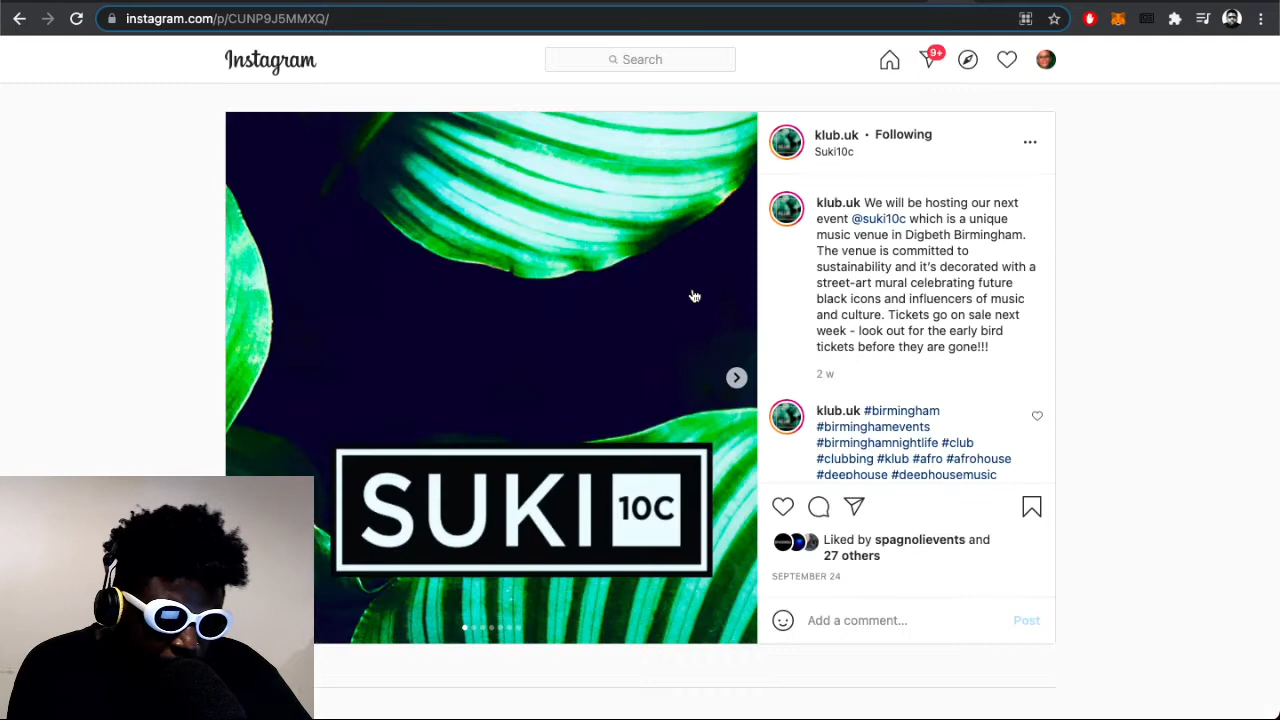 instagram.com/p/CUNP9J5MMXQ/
Instagram
Search
9+
klub.uk • Following
Suki10c
klub.uk We will be hosting our next
event @suki10c which is a unique
music venue in Digbeth Birmingham.
The venue is committed to
sustainability and it's decorated with a
street-art mural celebrating future
black icons and influencers of music
and culture. Tickets go on sale next
week - look out for the early bird
tickets before they are gone!!!
2 w
klub.uk #birmingham
#birminghamevents
#birminghamnightlife #club
#clubbing #klub #afro #afrohouse
#deephouse #deephousemusic
SUKI 10C
Liked by spagnolievents and
27 others
SEPTEMBER 24
Add a comment...
Post